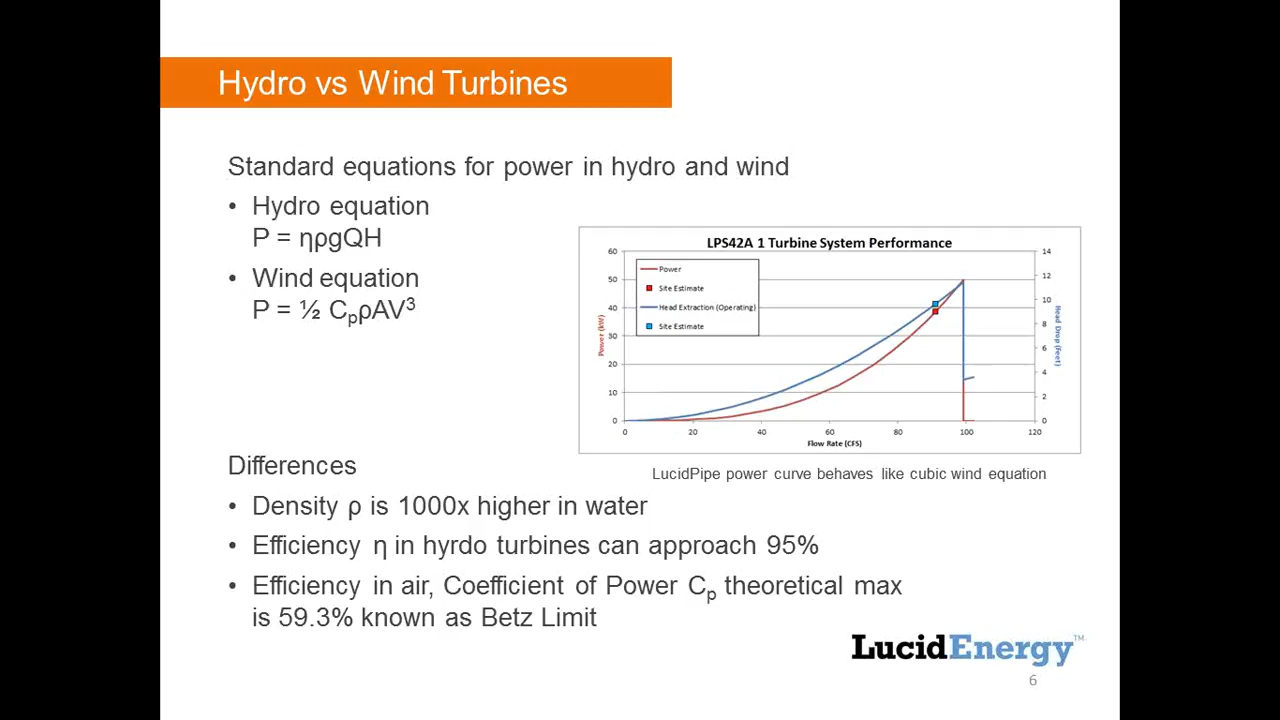 Hydro vs Wind Turbines
Standard equations for power in hydro and wind
• Hydro equation
P = ηρgQH
• Wind equation
P = ½ CpρAV³
LPS42A 1 Turbine System Performance
Power
Site Estimate
Head Extraction (Operating)
Site Estimate
Power (kW)
60
50
40
30
20
10
0
14
12
10
8
6
4
2
0
Head Drop (Feet)
0 20 40 60 80 100 120
Flow Rate (CFS)
LucidPipe power curve behaves like cubic wind equation
Differences
• Density ρ is 1000x higher in water
• Efficiency η in hyrdo turbines can approach 95%
• Efficiency in air, Coefficient of Power Cp theoretical max
is 59.3% known as Betz Limit
LucidEnergy™
6